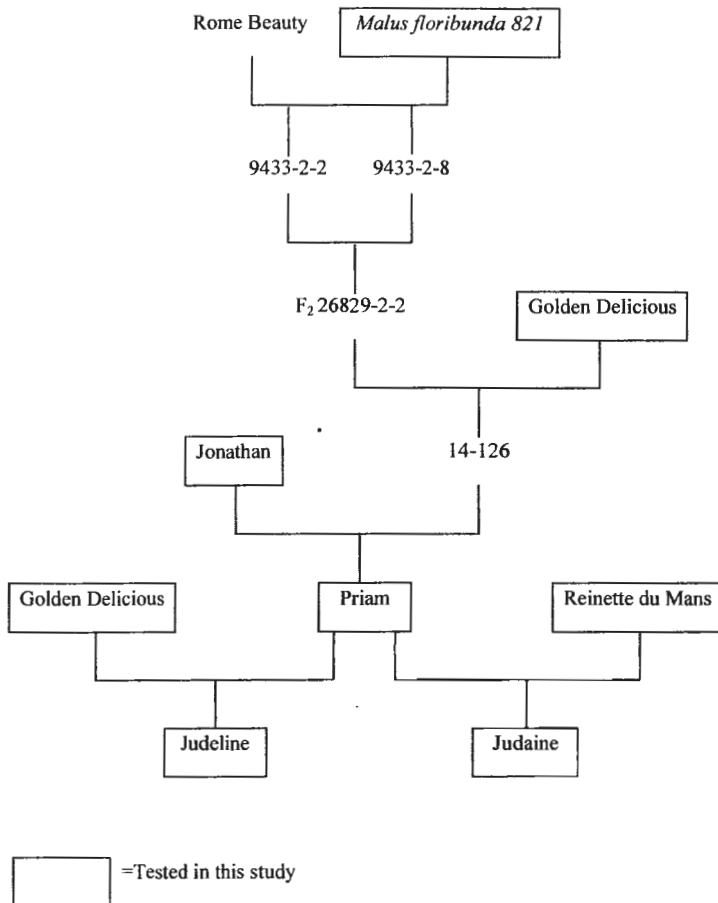 Rome Beauty
Malus floribunda 821
9433-2-2
9433-2-8
F₂ 26829-2-2
Golden Delicious
Jonathan
14-126
Golden Delicious
Priam
Reinette du Mans
Judeline
Judaine
=Tested in this study